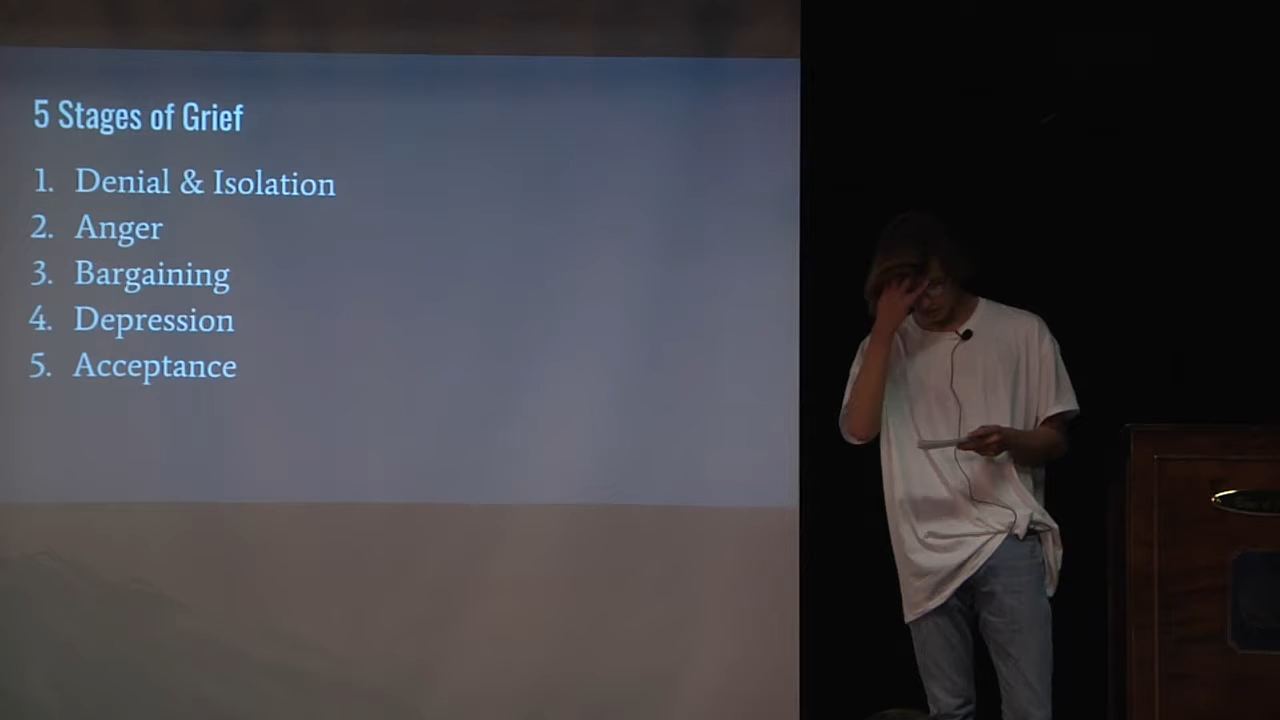 5 Stages of Grief
1. Denial & Isolation
2. Anger
3. Bargaining
4. Depression
5. Acceptance